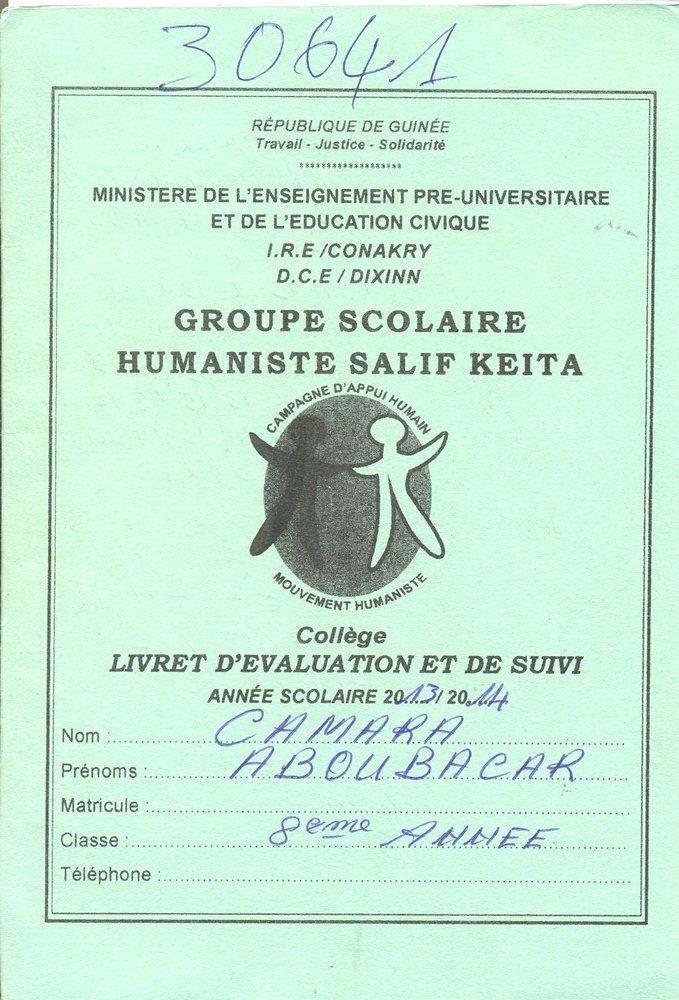 30641
RÉPUBLIQUE DE GUINÉE
Travail - Justice - Solidarité
*******************
MINISTERE DE L'ENSEIGNEMENT PRE-UNIVERSITAIRE
ET DE L'EDUCATION CIVIQUE
I.R.E /CONAKRY
D.C.E / DIXINN
GROUPE SCOLAIRE
HUMANISTE SALIF KEITA
CAMPAGNE D'APPUI HUMAIN
MOUVEMENT HUMANISTE
Collège
LIVRET D'EVALUATION ET DE SUIVI
ANNÉE SCOLAIRE 2013/ 2014
Nom : CAMARA
Prénoms : ABOUBACAR
Matricule :
Classe : 8eme ANNEE
Téléphone :